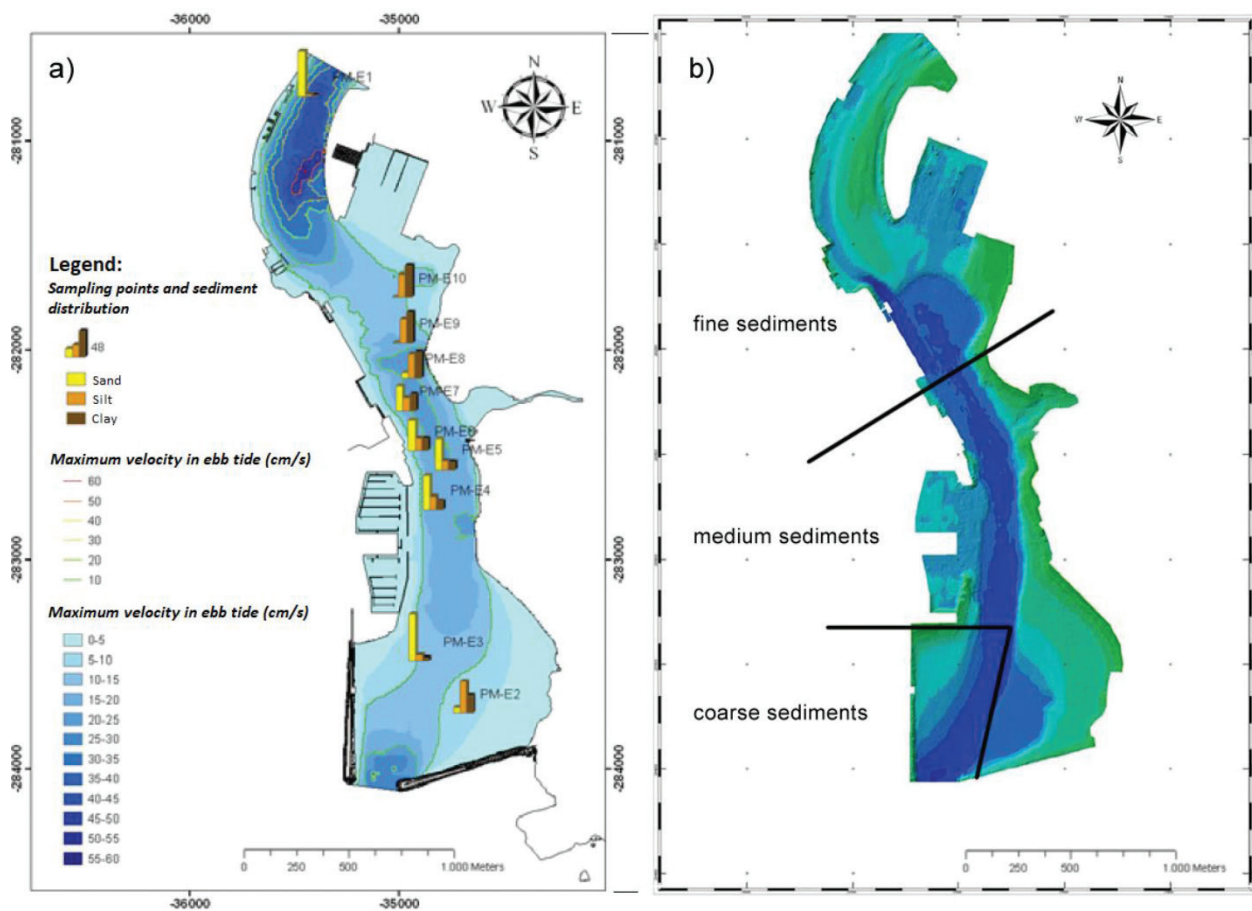 -36000
-35000
a)
N
W
E
S
PM-E1
-281000
-281000
Legend:
Sampling points and sediment
distribution
48
Sand
Silt
Clay
PM-E10
PM-E9
PM-E8
PM-E7
PM-E6
PM-E5
PM-E4
PM-E3
PM-E2
-282000
-282000
Maximum velocity in ebb tide (cm/s)
60
50
40
30
20
10
-283000
-283000
Maximum velocity in ebb tide (cm/s)
0-5
5-10
10-15
15-20
20-25
25-30
30-35
35-40
40-45
45-50
50-55
55-60
-284000
-284000
0
250
500
1.000 Meters
-36000
-35000
b)
N
W
E
S
fine sediments
medium sediments
coarse sediments
0
250
500
1.000 Meters